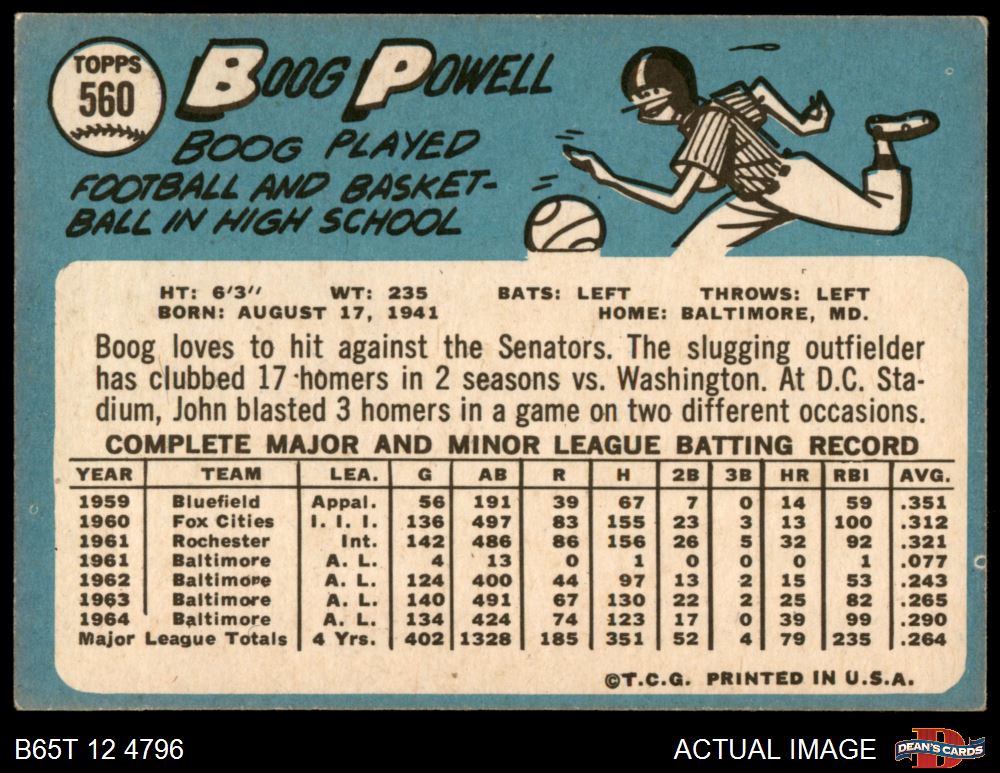 TOPPS
560
BOOG POWELL
BOOG PLAYED
FOOTBALL AND BASKET-
BALL IN HIGH SCHOOL
HT: 6'3" WT: 235 BATS: LEFT THROWS: LEFT
BORN: AUGUST 17, 1941 HOME: BALTIMORE, MD.
Boog loves to hit against the Senators. The slugging outfielder
has clubbed 17 homers in 2 seasons vs. Washington. At D.C. Sta-
dium, John blasted 3 homers in a game on two different occasions.
COMPLETE MAJOR AND MINOR LEAGUE BATTING RECORD
YEAR TEAM LEA. G AB R H 2B 3B HR RBI AVG.
1959 Bluefield Appal. 56 191 39 67 7 0 14 59 .351
1960 Fox Cities I. I. I. 136 497 83 155 23 3 13 100 .312
1961 Rochester Int. 142 486 86 156 26 5 32 92 .321
1961 Baltimore A. L. 4 13 0 1 0 0 0 1 .077
1962 Baltimore A. L. 124 400 44 97 13 2 15 53 .243
1963 Baltimore A. L. 140 491 67 130 22 2 25 82 .265
1964 Baltimore A. L. 134 424 74 123 17 0 39 99 .290
Major League Totals 4 Yrs. 402 1328 185 351 52 4 79 235 .264
©T.C.G. PRINTED IN U.S.A.
B65T 12 4796 ACTUAL IMAGE D DEAN'S CARDS